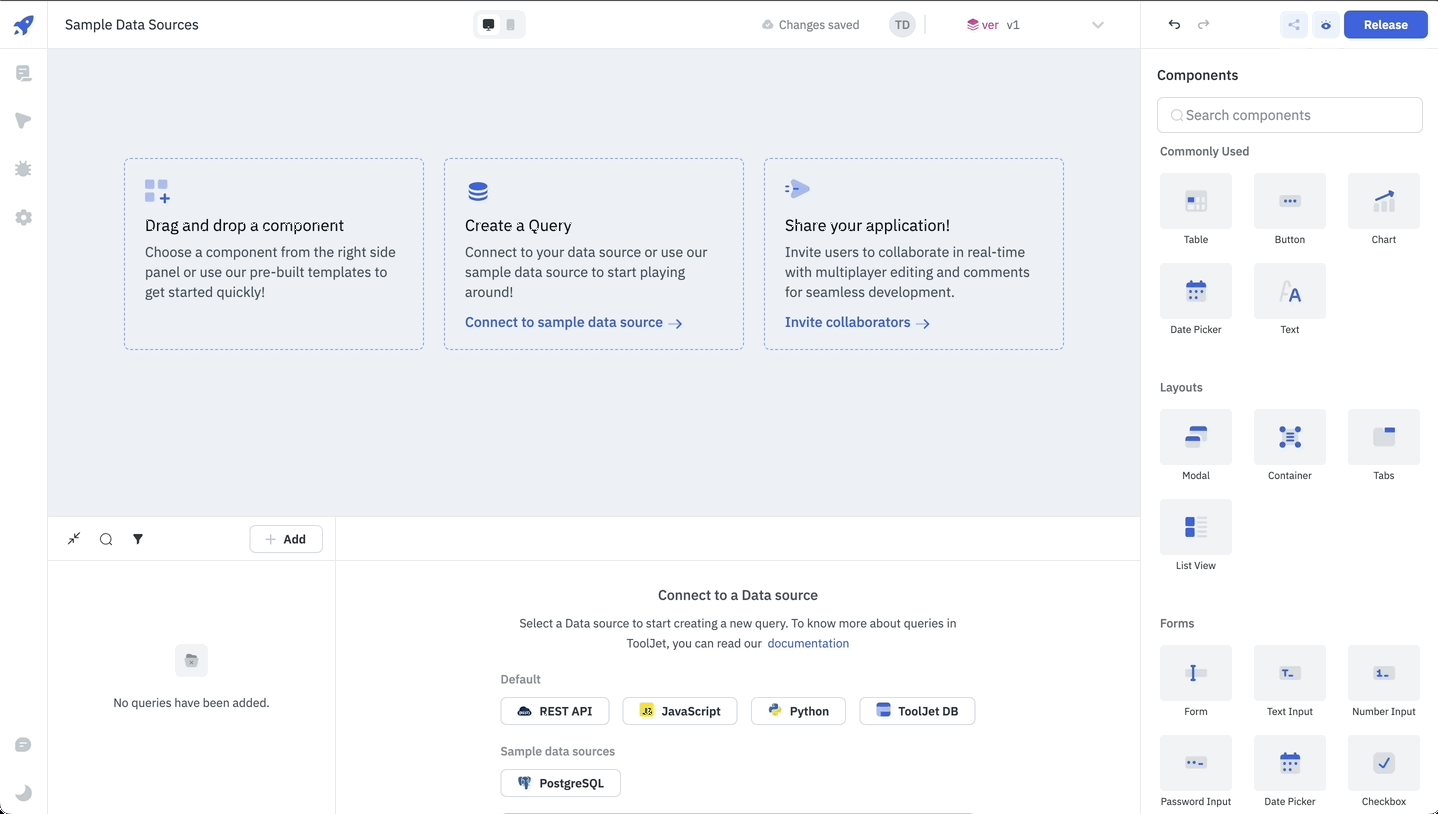 Sample Data Sources
Changes saved
TD
ver v1
Release
Drag and drop a component
Choose a component from the right side
panel or use our pre-built templates to
get started quickly!
Create a Query
Connect to your data source or use our
sample data source to start playing
around!
Connect to sample data source
Share your application!
Invite users to collaborate in real-time
with multiplayer editing and comments
for seamless development.
Invite collaborators
Components
Search components
Commonly Used
Table
Button
Chart
Date Picker
Text
Layouts
Modal
Container
Tabs
List View
Forms
Form
Text Input
Number Input
Password Input
Date Picker
Checkbox
Add
No queries have been added.
Connect to a Data source
Select a Data source to start creating a new query. To know more about queries in
ToolJet, you can read our documentation
Default
REST API
JavaScript
Python
ToolJet DB
Sample data sources
PostgreSQL